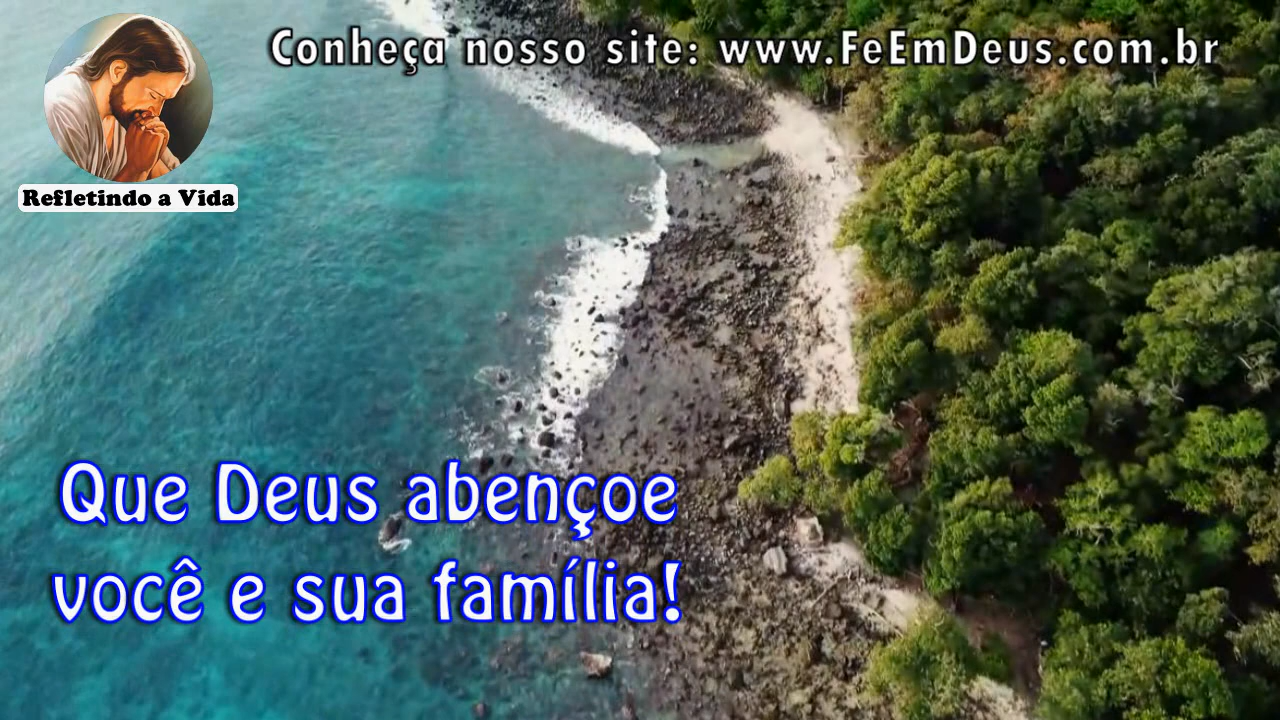 Conheça nosso site: www.FeEmDeus.com.br
Refletindo a Vida
Que Deus abençoe
você e sua família!